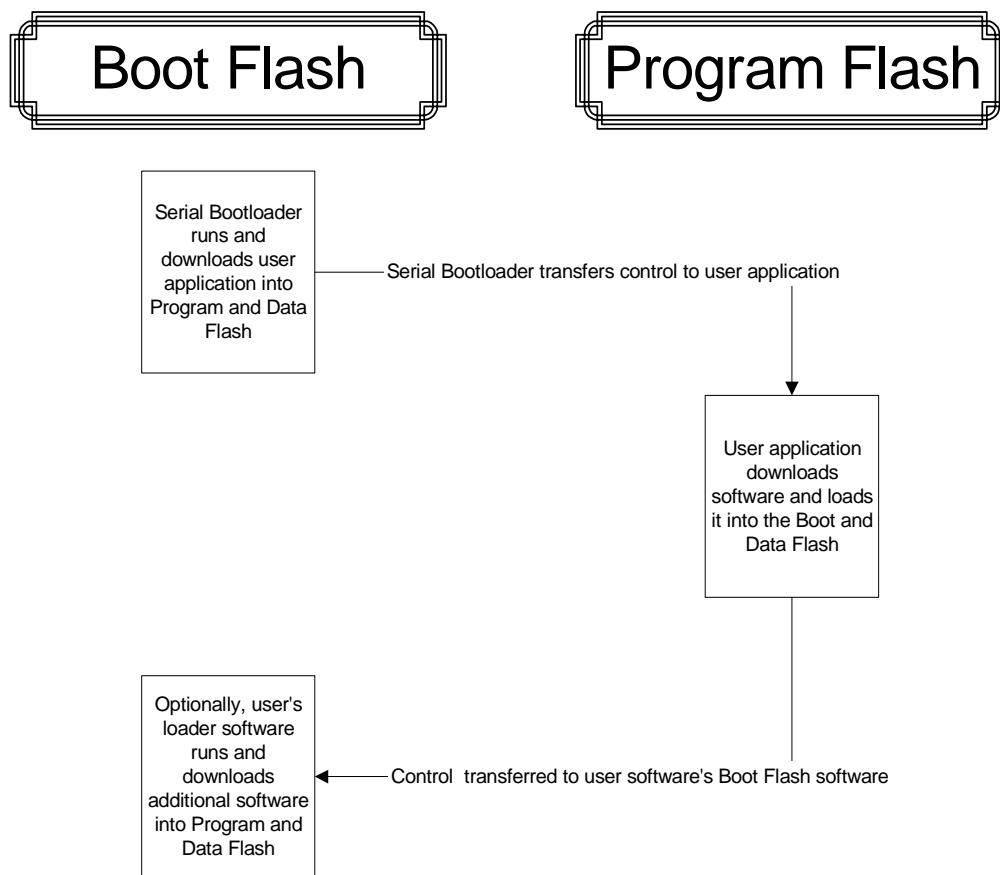 Boot Flash
Program Flash
Serial Bootloader
runs and
downloads user
application into
Program and Data
Flash
Serial Bootloader transfers control to user application
User application
downloads
software and loads
it into the Boot and
Data Flash
Optionally, user's
loader software
runs and
downloads
additional software
into Program and
Data Flash
Control  transferred to user software's Boot Flash software